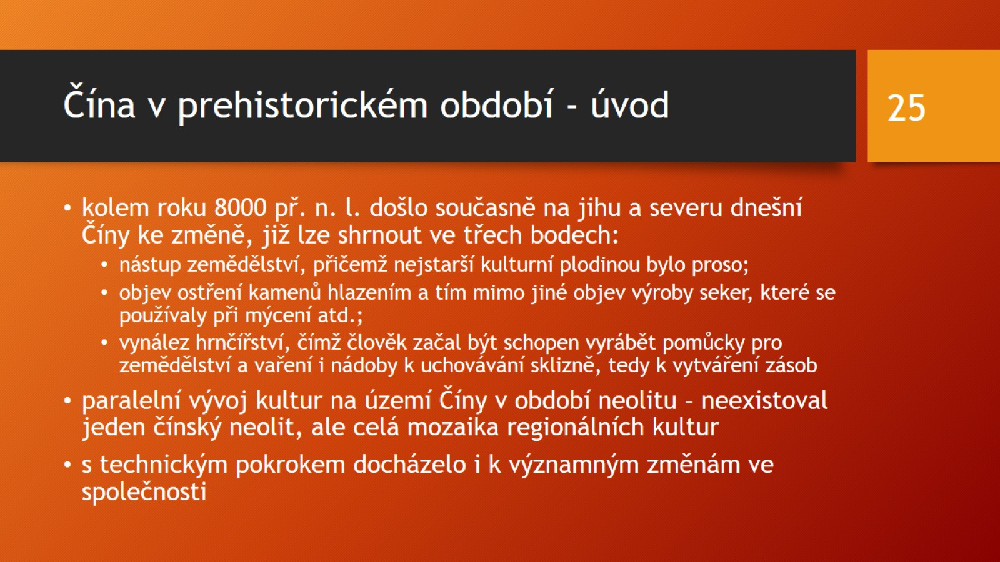 Čína v prehistorickém období - úvod
25
• kolem roku 8000 př. n. l. došlo současně na jihu a severu dnešní
Číny ke změně, již lze shrnout ve třech bodech:
• nástup zemědělství, přičemž nejstarší kulturní plodinou bylo proso;
• objev ostření kamenů hlazením a tím mimo jiné objev výroby seker, které se
používaly při mýcení atd.;
• vynález hrnčířství, čímž člověk začal být schopen vyrábět pomůcky pro
zemědělství a vaření i nádoby k uchovávání sklizně, tedy k vytváření zásob
• paralelní vývoj kultur na území Číny v období neolitu – neexistoval
jeden čínský neolit, ale celá mozaika regionálních kultur
• s technickým pokrokem docházelo i k významným změnám ve
společnosti